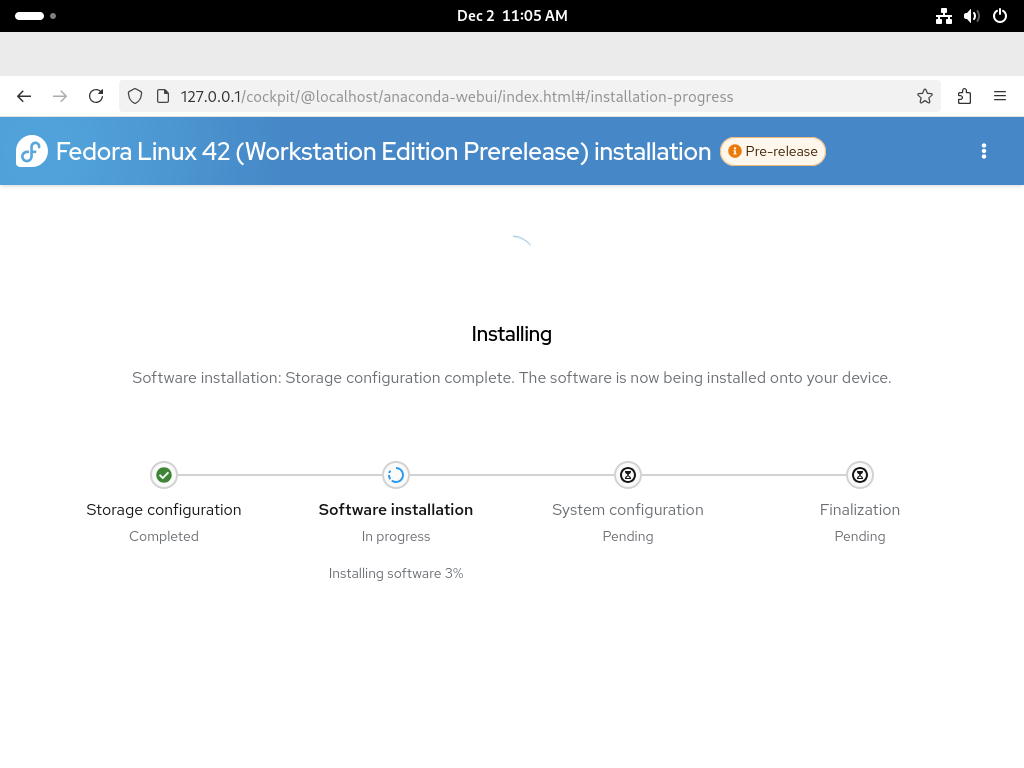 Dec 2 11:05 AM
127.0.0.1/cockpit/@localhost/anaconda-webui/index.html#/installation-progress
Fedora Linux 42 (Workstation Edition Prerelease) installation
Pre-release
Installing
Software installation: Storage configuration complete. The software is now being installed onto your device.
Storage configuration
Completed
Software installation
In progress
Installing software 3%
System configuration
Pending
Finalization
Pending